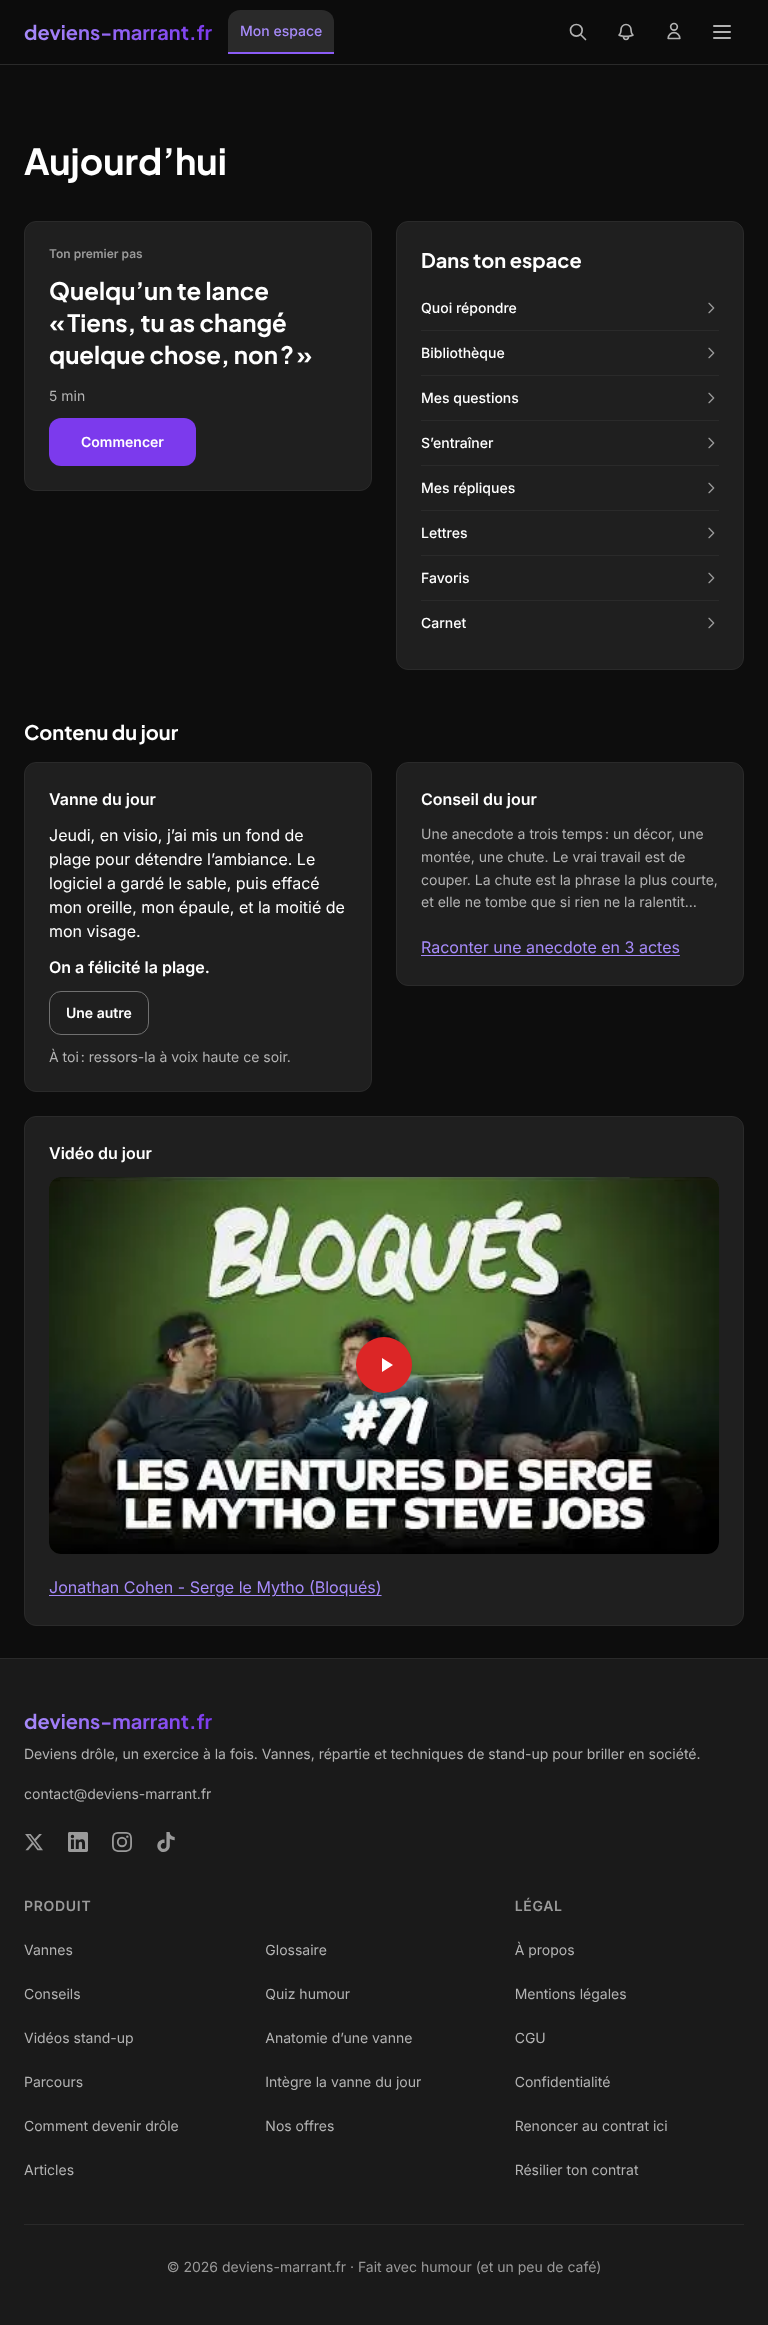 deviens-marrant.fr
Mon espace
Aujourd’hui
Ton premier pas
Quelqu’un te lance
« Tiens, tu as changé
quelque chose, non ? »
5 min
Commencer
Dans ton espace
Quoi répondre
Bibliothèque
Mes questions
S’entraîner
Mes répliques
Lettres
Favoris
Carnet
Contenu du jour
Vanne du jour
Jeudi, en visio, j’ai mis un fond de
plage pour détendre l’ambiance. Le
logiciel a gardé le sable, puis effacé
mon oreille, mon épaule, et la moitié de
mon visage.
On a félicité la plage.
Une autre
À toi : ressors-la à voix haute ce soir.
Conseil du jour
Une anecdote a trois temps : un décor, une
montée, une chute. Le vrai travail est de
couper. La chute est la phrase la plus courte,
et elle ne tombe que si rien ne la ralentit...
Raconter une anecdote en 3 actes
Vidéo du jour
BLOQUÉS
#71
LES AVENTURES DE SERGE
LE MYTHO ET STEVE JOBS
Jonathan Cohen - Serge le Mytho (Bloqués)
deviens-marrant.fr
Deviens drôle, un exercice à la fois. Vannes, répartie et techniques de stand-up pour briller en société.
contact@deviens-marrant.fr
PRODUIT
Vannes
Conseils
Vidéos stand-up
Parcours
Comment devenir drôle
Articles
Glossaire
Quiz humour
Anatomie d’une vanne
Intègre la vanne du jour
Nos offres
LÉGAL
À propos
Mentions légales
CGU
Confidentialité
Renoncer au contrat ici
Résilier ton contrat
© 2026 deviens-marrant.fr · Fait avec humour (et un peu de café)